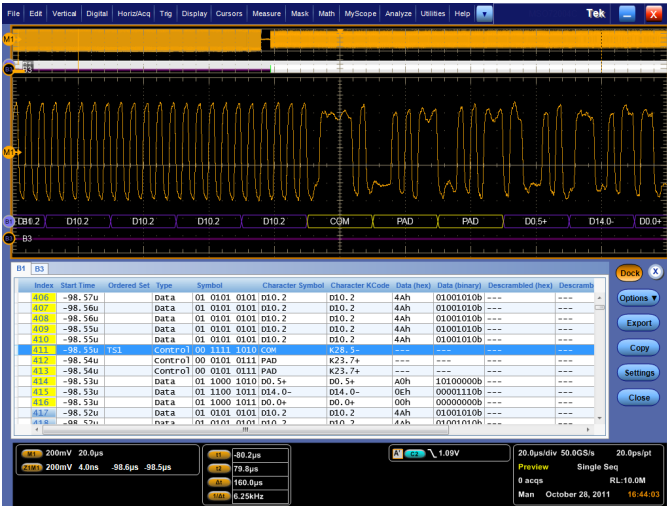 File Edit Vertical Digital Horiz/Acq Trig Display Cursors Measure Mask Math MyScope Analyze Utilities Help Tek X
M1
B3
M1
B1 D10.2 D10.2 D10.2 D10.2 COM PAD PAD D0.5+ D14.0- D0.0+
B3
B1 B3
Dock X
Index Start Time Ordered Set Type Symbol Character Symbol Character KCode Data (hex) Data (binary) Descrambled (hex) Descramb
406 -98.57u Data 01 0101 0101 D10.2 D10.2 4Ah 01001010b --- ---
407 -98.56u Data 01 0101 0101 D10.2 D10.2 4Ah 01001010b --- ---
408 -98.56u Data 01 0101 0101 D10.2 D10.2 4Ah 01001010b --- ---
409 -98.55u Data 01 0101 0101 D10.2 D10.2 4Ah 01001010b --- ---
410 -98.55u Data 01 0101 0101 D10.2 D10.2 4Ah 01001010b --- ---
411 -98.55u TS1 Control 00 1111 1010 COM K28.5- --- --- --- ---
412 -98.54u Control 00 0101 0111 PAD K23.7+ --- --- --- ---
413 -98.54u Control 00 0101 0111 PAD K23.7+ --- --- --- ---
414 -98.53u Data 01 1000 1010 D0.5+ D0.5+ A0h 10100000b --- ---
415 -98.53u Data 01 1100 1011 D14.0- D14.0- 0Eh 00001110b --- ---
416 -98.53u Data 01 1000 1011 D0.0+ D0.0+ 00h 00000000b --- ---
417 -98.52u Data 01 0101 0101 D10.2 D10.2 4Ah 01001010b --- ---
418 -98.52u Data 01 0101 0101 D10.2 D10.2 4Ah 01001010b --- ---
Options
Export
Copy
Settings
Close
M1 200mV 20.0µs
Z1M1 200mV 4.0ns -98.6µs -98.5µs
t1 -80.2µs
t2 79.8µs
Δt 160.0µs
1/Δt 6.25kHz
A' C3 1.09V
20.0µs/div 50.0GS/s 20.0ps/pt
Preview Single Seq
0 acqs RL:10.0M
Man October 28, 2011 16:44:03